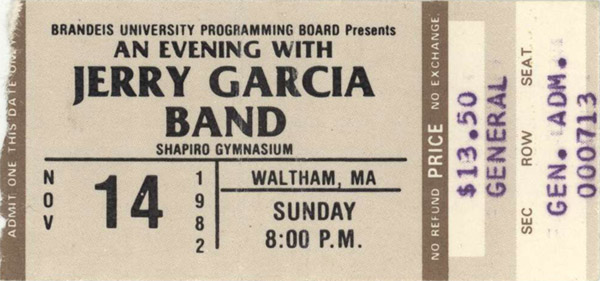 ADMIT ONE THIS DATE ON
BRANDEIS UNIVERSITY PROGRAMMING BOARD Presents
AN EVENING WITH
JERRY GARCIA
BAND
SHAPIRO GYMNASIUM
NOV
14
1982
WALTHAM, MA
SUNDAY
8:00 P.M.
NO REFUND PRICE NO EXCHANGE
$13.50
GENERAL
SEC ROW SEAT
GEN. ADM.
000713